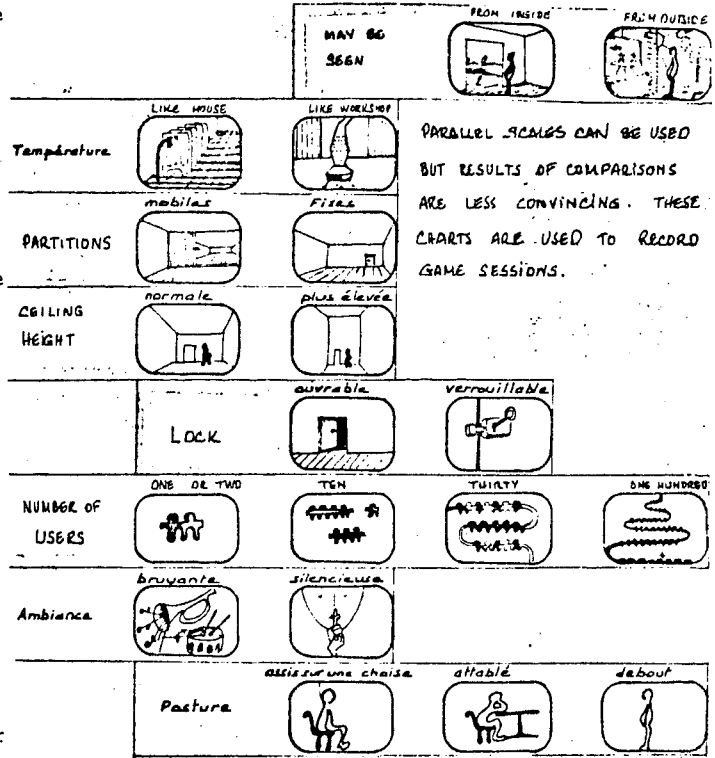 FROM INSIDE
FROM OUTSIDE
MAY BE
SEEN
LIKE HOUSE
LIKE WORKSHOP
Température
PARALLEL SCALES CAN BE USED
BUT RESULTS OF COMPARISONS
ARE LESS CONVINCING. THESE
CHARTS ARE USED TO RECORD
GAME SESSIONS.
mobiles
Fixes
PARTITIONS
normale
plus élevée
CEILING
HEIGHT
ouvrable
verrouillable
LOCK
ONE OR TWO
TEN
THIRTY
ONE HUNDRED
NUMBER OF
USERS
bruyante
silencieuse
Ambiance
assis sur une chaise
attablé
debout
Posture